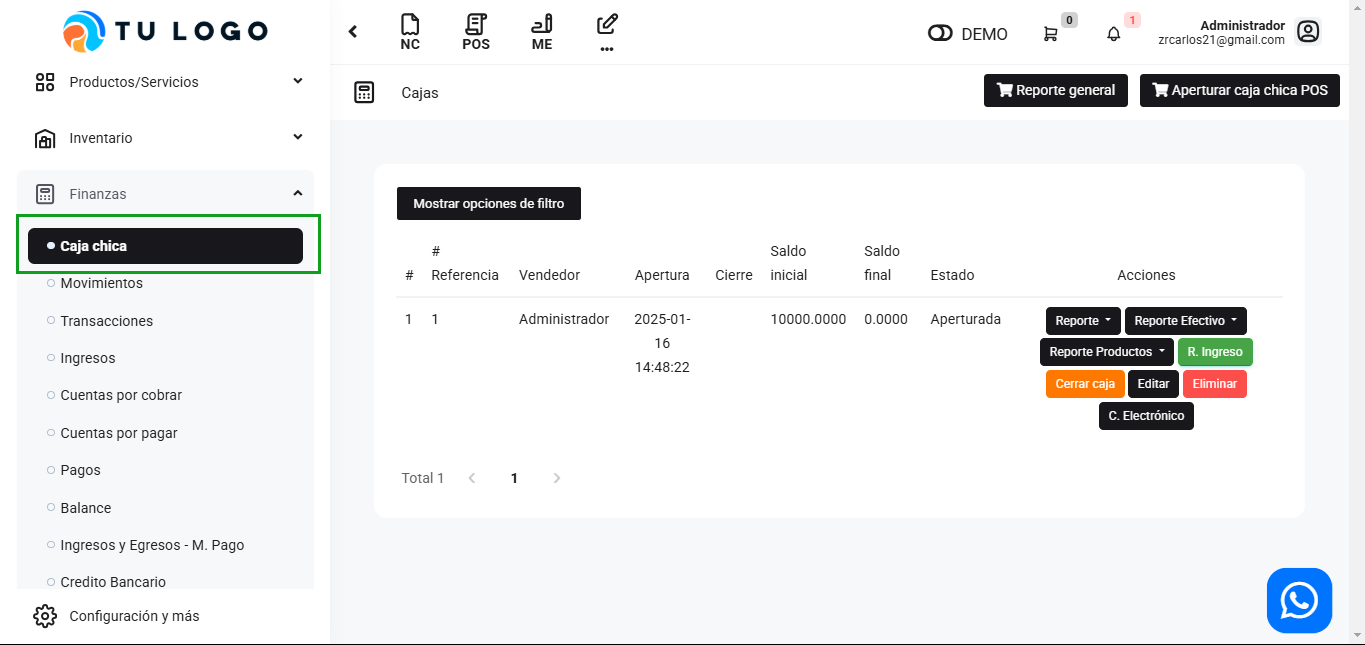 TU LOGO
Productos/Servicios
Inventario
Finanzas
Caja chica
Movimientos
Transacciones
Ingresos
Cuentas por cobrar
Cuentas por pagar
Pagos
Balance
Ingresos y Egresos - M. Pago
Credito Bancario
Configuración y más
NC
POS
ME
...
DEMO
0
1
Administrador
zrcarlos21@gmail.com
Cajas
Reporte general
Aperturar caja chica POS
Mostrar opciones de filtro
#
# Referencia
Vendedor
Apertura
Cierre
Saldo
inicial
Saldo
final
Estado
Acciones
1
1
Administrador
2025-01-
16
14:48:22
10000.0000
0.0000
Aperturada
Reporte
Reporte Efectivo
Reporte Productos
R. Ingreso
Cerrar caja
Editar
Eliminar
C. Electrónico
Total 1
1